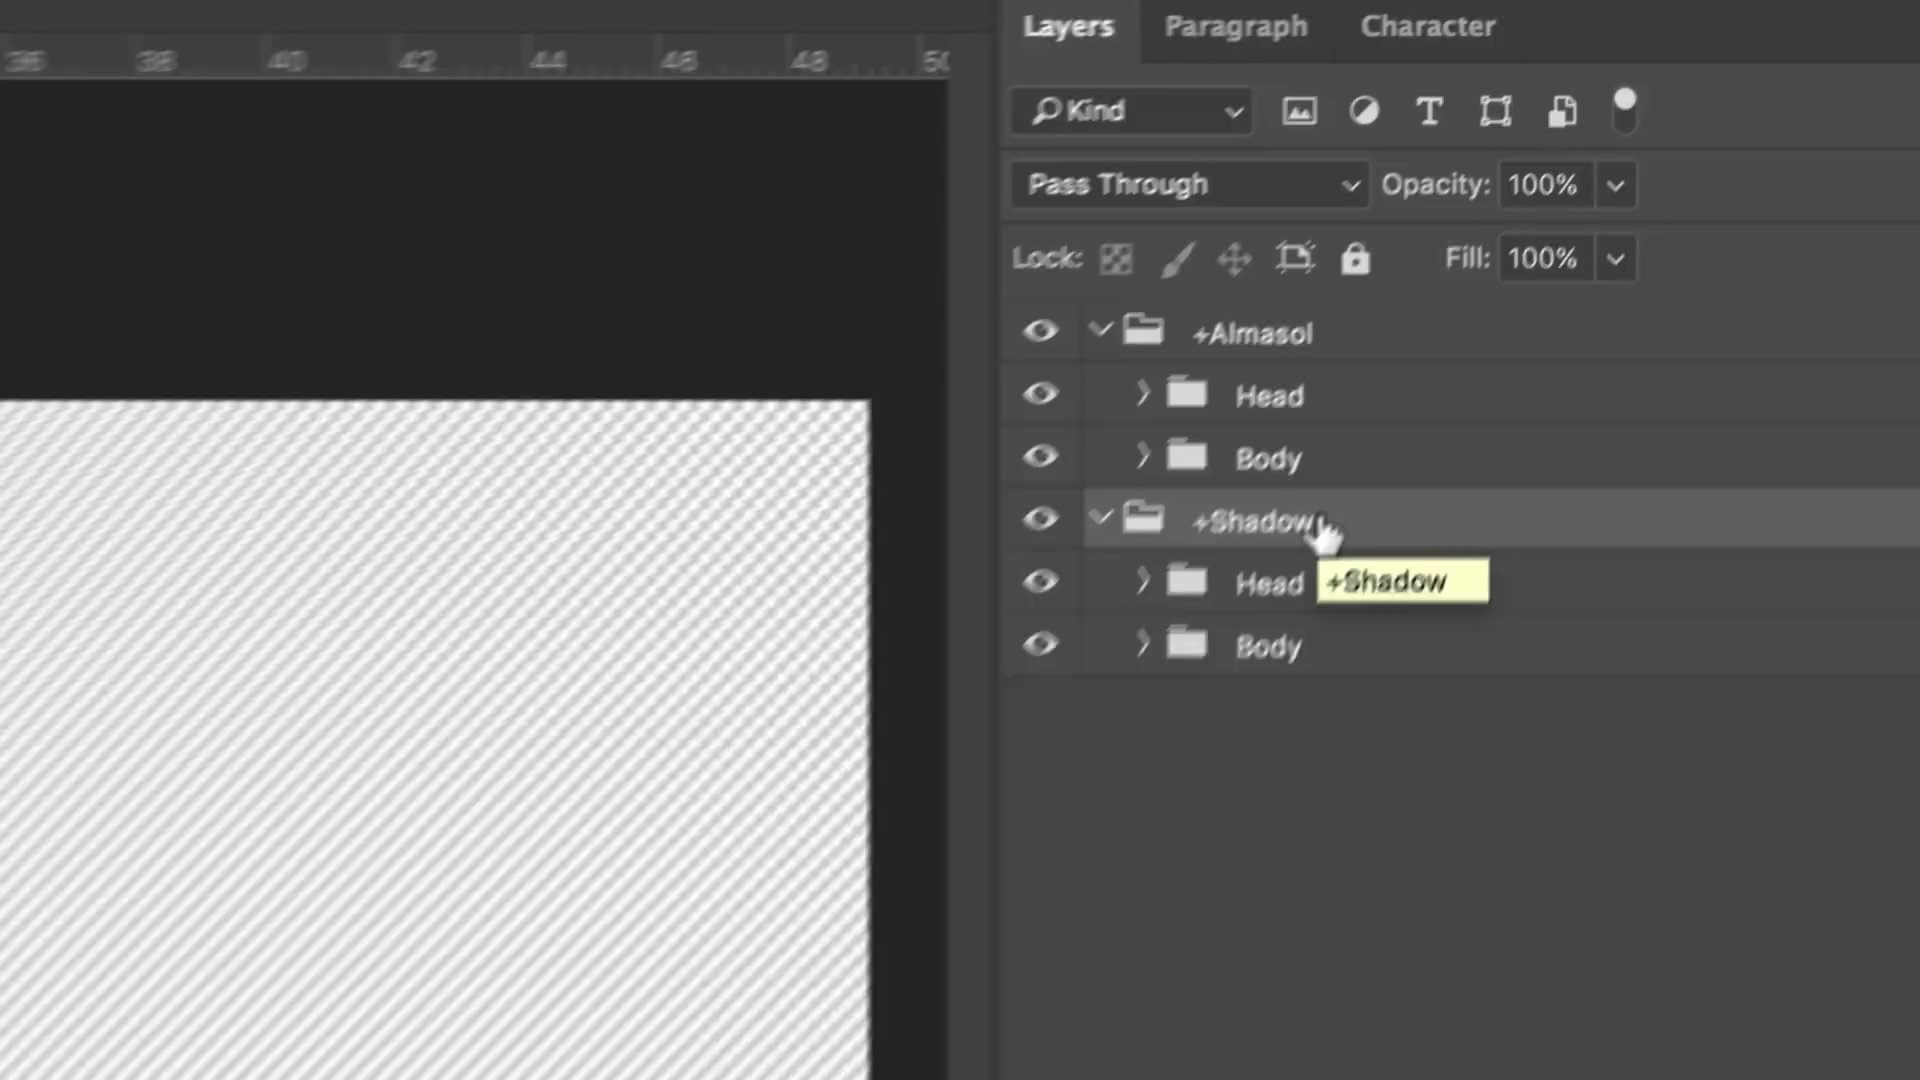 Layers Paragraph Character
36 38 40 42 44 46 48 50
Kind
Pass Through Opacity: 100%
Lock: Fill: 100%
+Almasol
Head
Body
+Shadow
Head +Shadow
Body